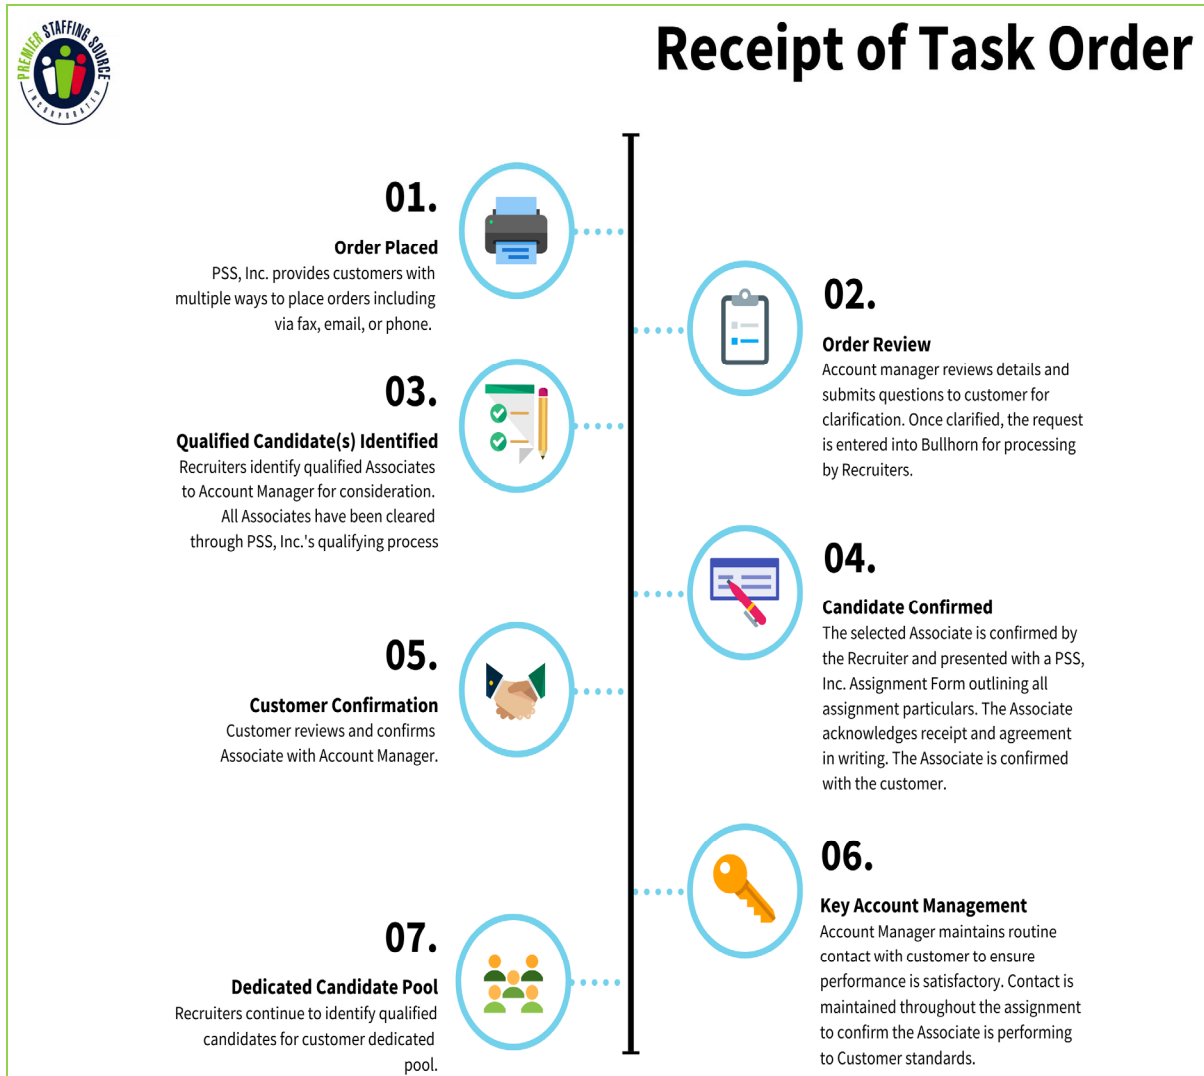 PREMIER STAFFING SOURCE
INCORPORATED
Receipt of Task Order
01.
Order Placed
PSS, Inc. provides customers with
multiple ways to place orders including
via fax, email, or phone.
02.
Order Review
Account manager reviews details and
submits questions to customer for
clarification. Once clarified, the request
is entered into Bullhorn for processing
by Recruiters.
03.
Qualified Candidate(s) Identified
Recruiters identify qualified Associates
to Account Manager for consideration.
All Associates have been cleared
through PSS, Inc.'s qualifying process
04.
Candidate Confirmed
The selected Associate is confirmed by
the Recruiter and presented with a PSS,
Inc. Assignment Form outlining all
assignment particulars. The Associate
acknowledges receipt and agreement
in writing. The Associate is confirmed
with the customer.
05.
Customer Confirmation
Customer reviews and confirms
Associate with Account Manager.
06.
Key Account Management
Account Manager maintains routine
contact with customer to ensure
performance is satisfactory. Contact is
maintained throughout the assignment
to confirm the Associate is performing
to Customer standards.
07.
Dedicated Candidate Pool
Recruiters continue to identify qualified
candidates for customer dedicated
pool.